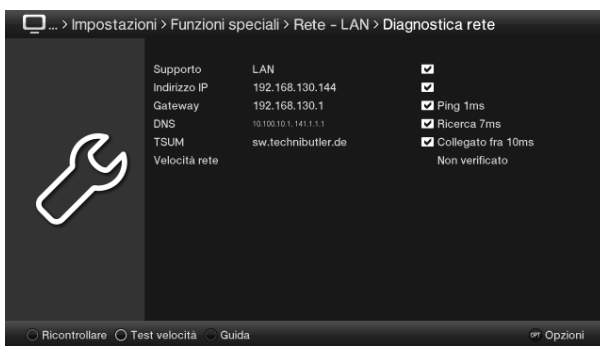 ... > Impostazioni > Funzioni speciali > Rete - LAN > Diagnostica rete
Supporto LAN
Indirizzo IP 192.168.130.144
Gateway 192.168.130.1 Ping 1ms
DNS 10.100.10.1, 141.1.1.1 Ricerca 7ms
TSUM sw.technibutler.de Collegato fra 10ms
Velocità rete Non verificato
Ricontrollare Test velocità Guida OPT Opzioni